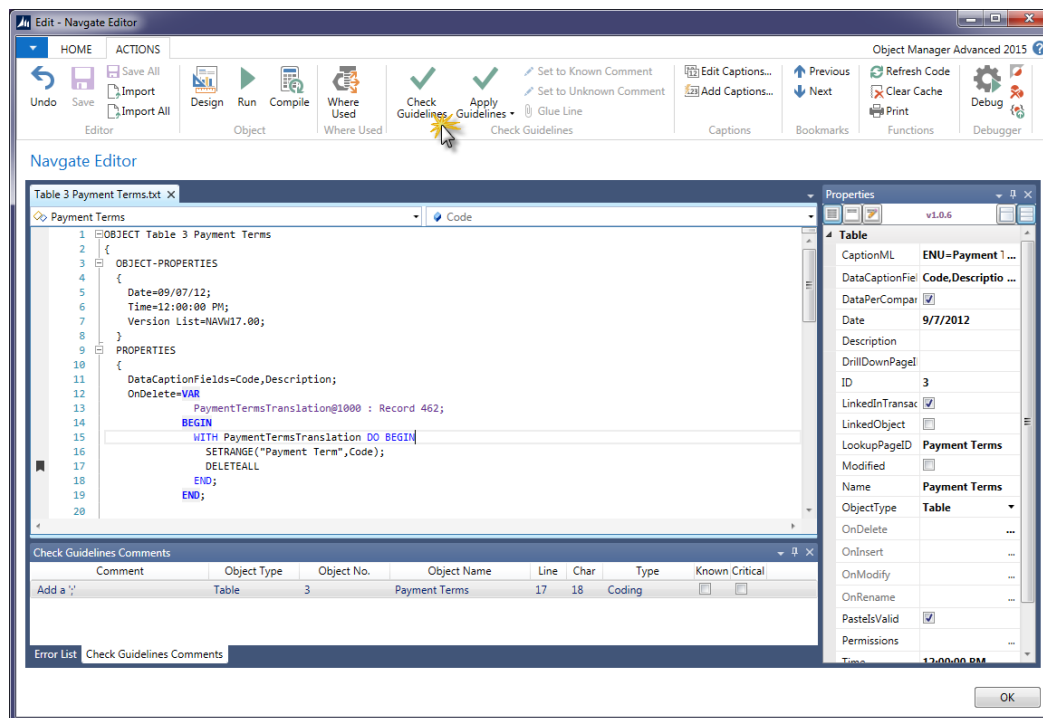 Edit - Navgate Editor
HOME ACTIONS Object Manager Advanced 2015
Undo Save Save All
Import
Import All
Editor
Design Run Compile
Object
Where Used
Where Used
Check Guidelines
Apply Guidelines
Set to Known Comment
Set to Unknown Comment
Glue Line
Check Guidelines
Edit Captions...
Add Captions...
Captions
Previous
Next
Bookmarks
Refresh Code
Clear Cache
Print
Functions
Debug
Debugger
Navgate Editor
Table 3 Payment Terms.txt
Payment Terms Code
1 OBJECT Table 3 Payment Terms
2 {
3 OBJECT-PROPERTIES
4 {
5 Date=09/07/12;
6 Time=12:00:00 PM;
7 Version List=NAVW17.00;
8 }
9 PROPERTIES
10 {
11 DataCaptionFields=Code,Description;
12 OnDelete=VAR
13 PaymentTermsTranslation@1000 : Record 462;
14 BEGIN
15 WITH PaymentTermsTranslation DO BEGIN
16 SETRANGE("Payment Term",Code);
17 DELETEALL
18 END;
19 END;
20
Properties
v1.0.6
Table
CaptionML ENU=Payment T...
DataCaptionFiel Code,Descriptio ...
DataPerCompar
Date 9/7/2012
Description
DrillDownPageI
ID 3
LinkedInTransac
LinkedObject
LookupPageID Payment Terms
Modified
Name Payment Terms
ObjectType Table
OnDelete ...
OnInsert ...
OnModify ...
OnRename ...
PasteIsValid
Permissions ...
Time 12:00:00 PM
Check Guidelines Comments
Comment Object Type Object No. Object Name Line Char Type Known Critical
Add a ';' Table 3 Payment Terms 17 18 Coding
Error List Check Guidelines Comments
OK